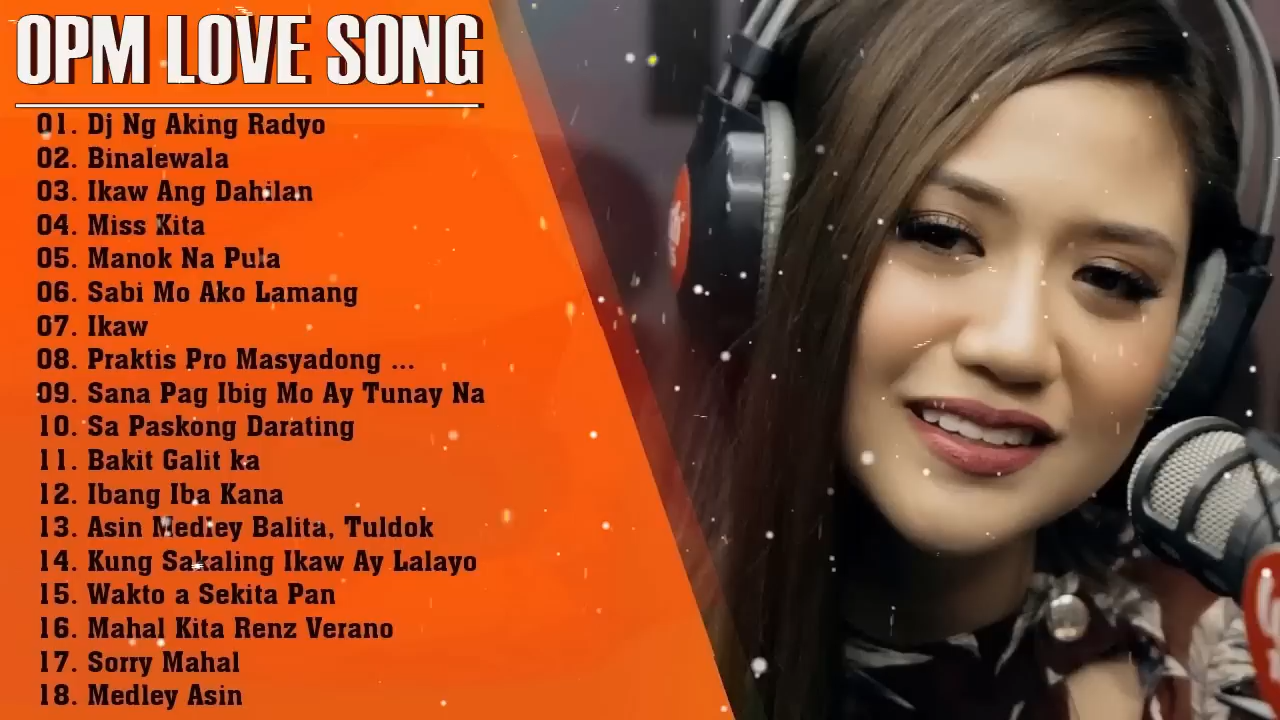 OPM LOVE SONG
01. Dj Ng Aking Radyo
02. Binalewala
03. Ikaw Ang Dahilan
04. Miss Kita
05. Manok Na Pula
06. Sabi Mo Ako Lamang
07. Ikaw
08. Praktis Pro Masyadong ...
09. Sana Pag Ibig Mo Ay Tunay Na
10. Sa Paskong Darating
11. Bakit Galit ka
12. Ibang Iba Kana
13. Asin Medley Balita, Tuldok
14. Kung Sakaling Ikaw Ay Lalayo
15. Wakto a Sekita Pan
16. Mahal Kita Renz Verano
17. Sorry Mahal
18. Medley Asin